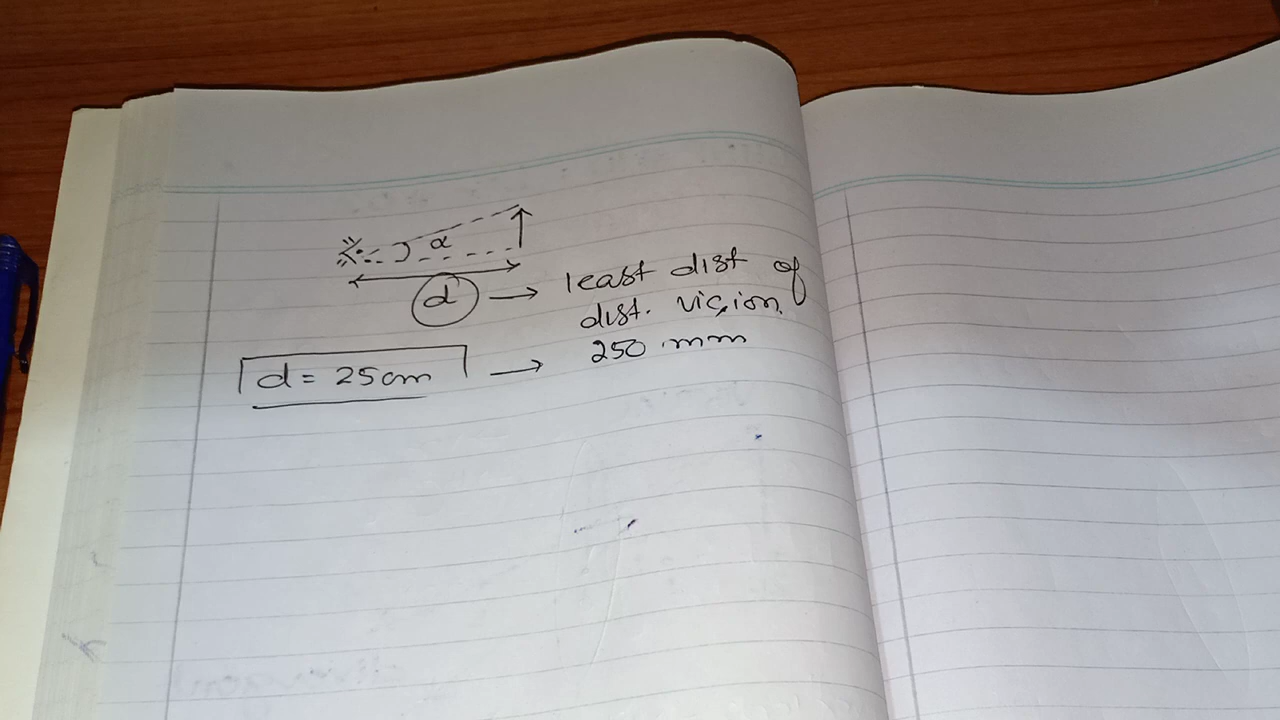 α
d → least dist of
dist. vision.
d = 25cm → 250 mm